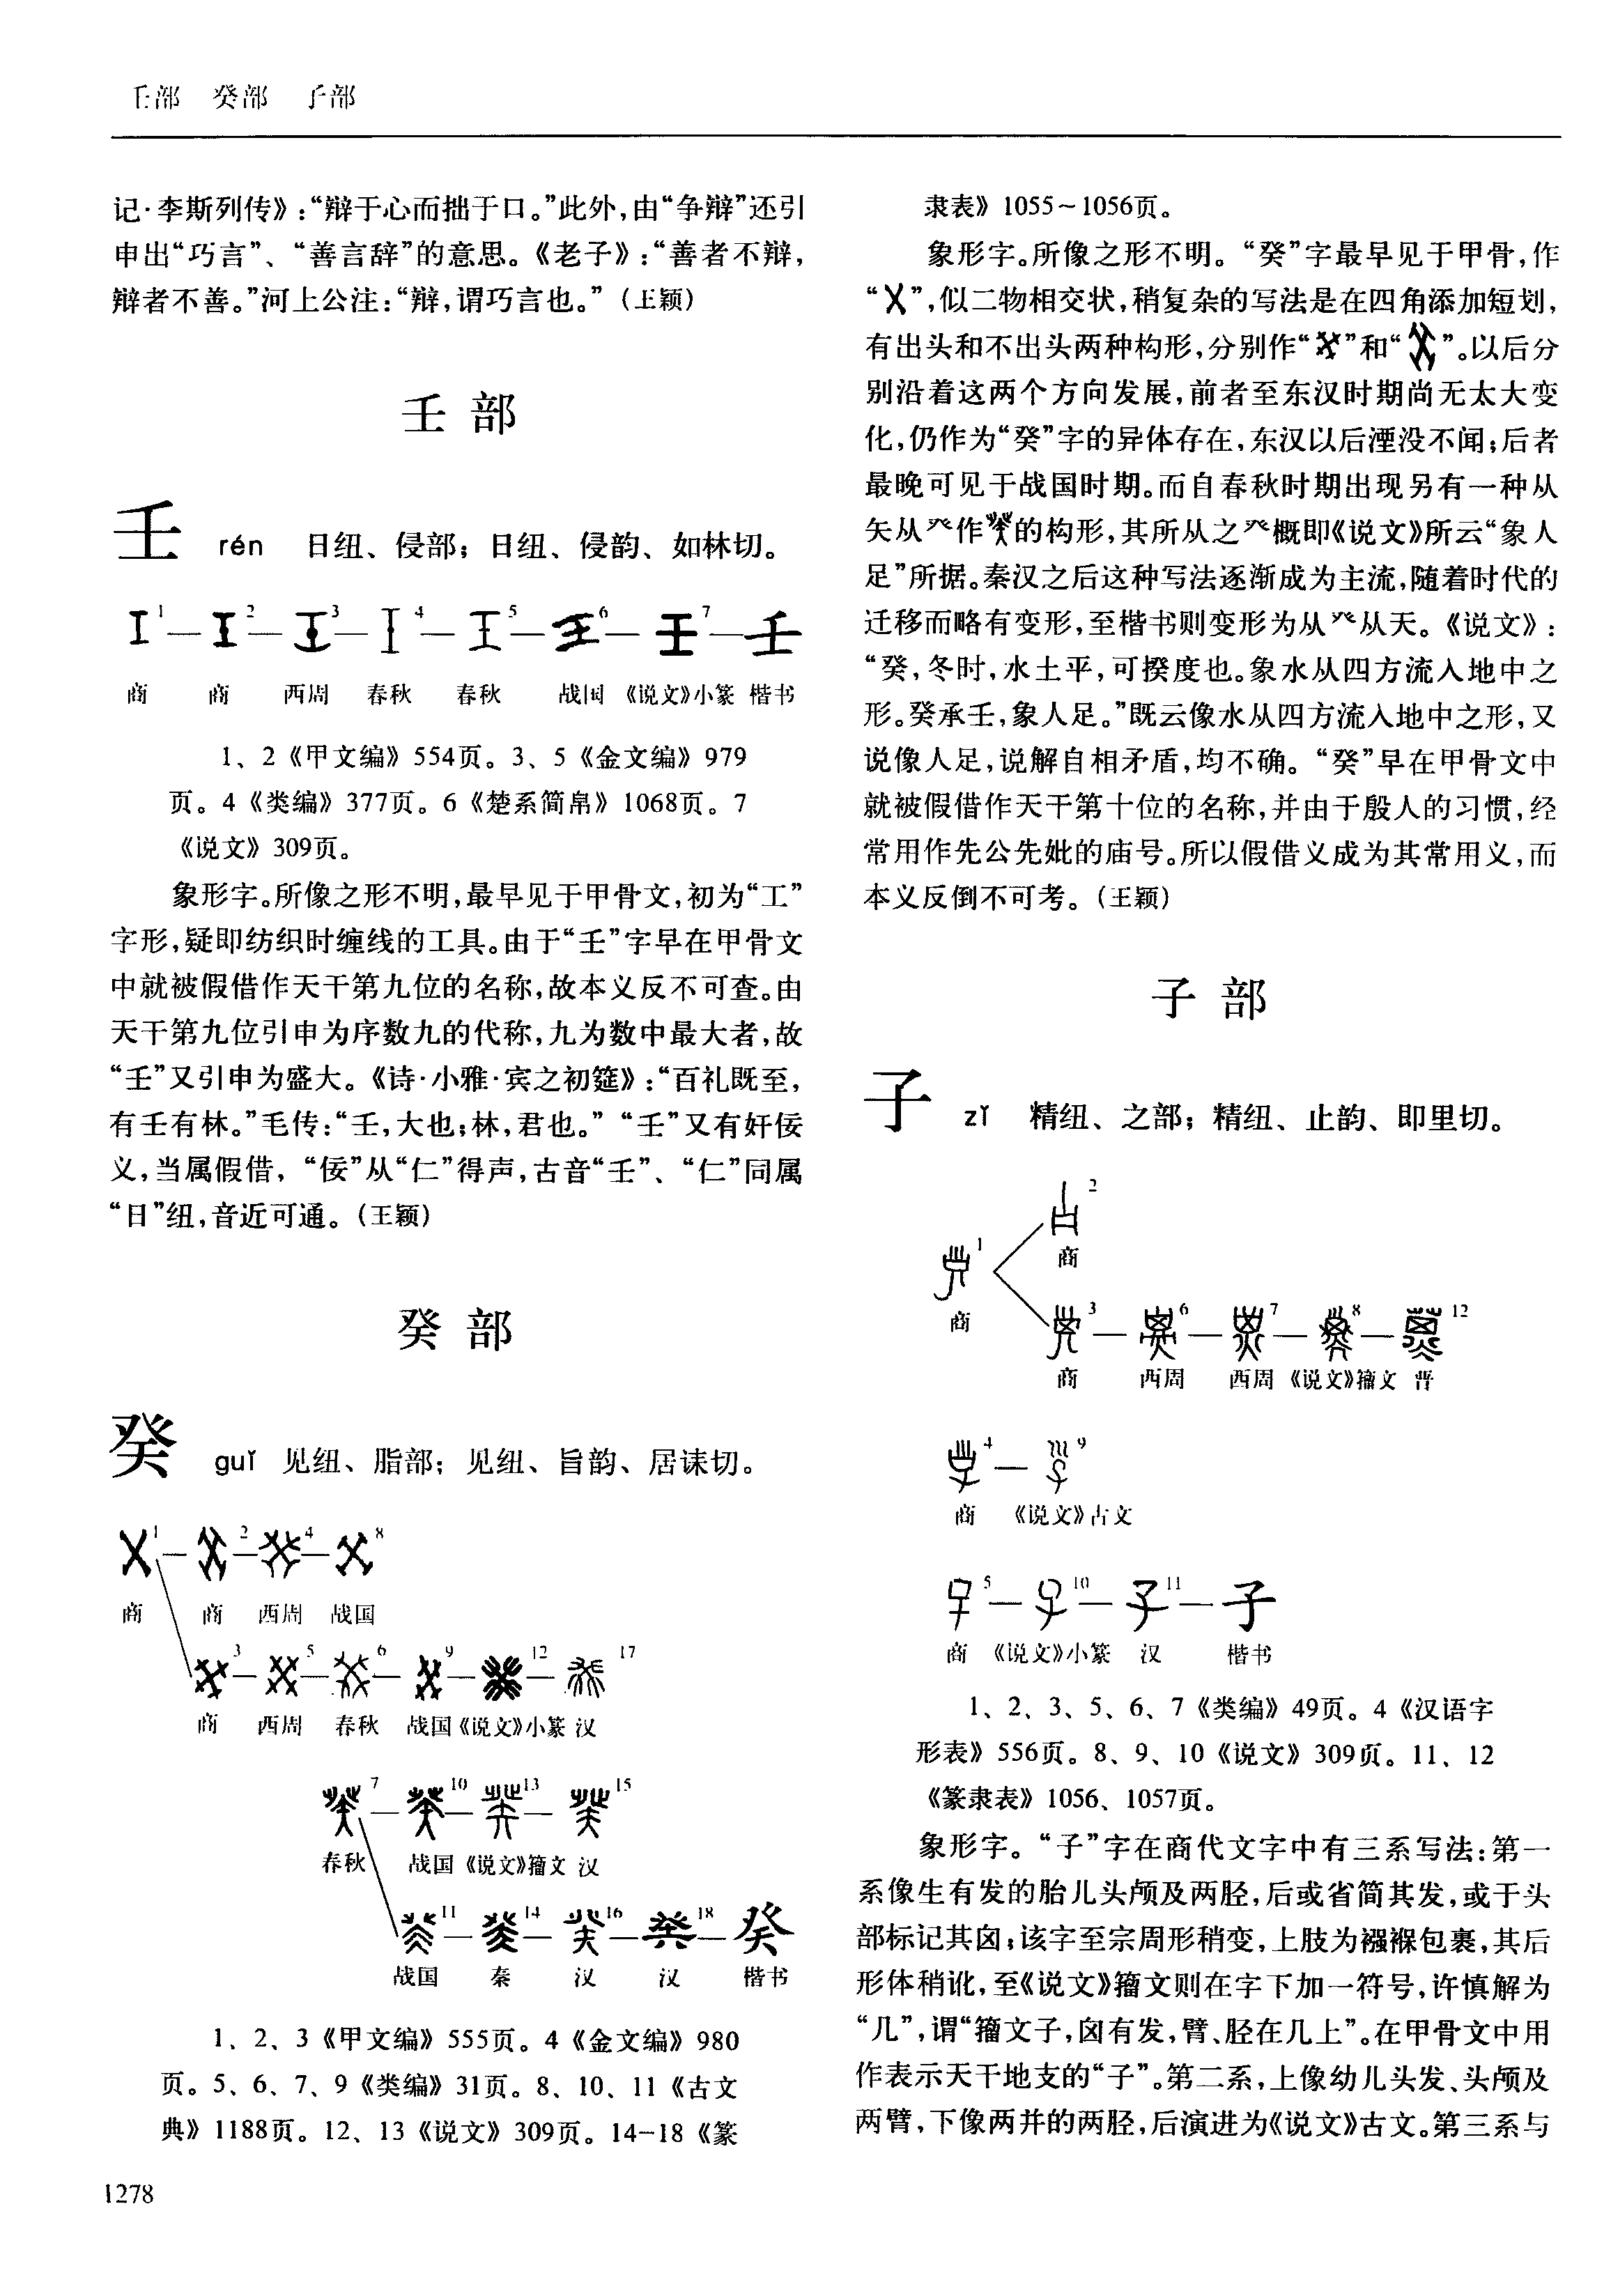 壬部 癸部 子部
记·李斯列传》:“辩于心而拙于口。”此外,由“争辩”还引
申出“巧言”、“善言辞”的意思。《老子》:“善者不辩,
辩者不善。”河上公注:“辩,谓巧言也。”(王颖)
壬部
壬 rén 日纽、侵部;日纽、侵韵、如林切。
1 — 2 — 3 — 4 — 5 — 6 — 7 — 壬
商 商 西周 春秋 春秋 战国 《说文》小篆 楷书
1、2《甲文编》554页。3、5《金文编》979
页。4《类编》377页。6《楚系简帛》1068页。7
《说文》309页。
象形字。所像之形不明,最早见于甲骨文,初为“工”
字形,疑即纺织时缠线的工具。由于“壬”字早在甲骨文
中就被假借作天干第九位的名称,故本义反不可查。由
天干第九位引申为序数九的代称,九为数中最大者,故
“壬”又引申为盛大。《诗·小雅·宾之初筵》:“百礼既至,
有壬有林。”毛传:“壬,大也;林,君也。”“壬”又有奸佞
义,当属假借,“佞”从“仁”得声,古音“壬”、“仁”同属
“日”纽,音近可通。(王颖)
癸部
癸 guǐ 见纽、脂部;见纽、旨韵、居诔切。
1 — 2 — 4 — 8
商 商 西周 战国
3 — 5 — 6 — 9 — 12 — 17
商 西周 春秋 战国 《说文》小篆 汉
7 — 10 — 13 — 15
春秋 战国 《说文》籀文 汉
11 — 14 — 16 — 18 — 癸
战国 秦 汉 汉 楷书
1、2、3《甲文编》555页。4《金文编》980
页。5、6、7、9《类编》31页。8、10、11《古文
典》1188页。12、13《说文》309页。14-18《篆
1278
隶表》1055~1056页。
象形字。所像之形不明。“癸”字最早见于甲骨,作
“”,似二物相交状,稍复杂的写法是在四角添加短划,
有出头和不出头两种构形,分别作“”和“”。以后分
别沿着这两个方向发展,前者至东汉时期尚无太大变
化,仍作为“癸”字的异体存在,东汉以后湮没不闻;后者
最晚可见于战国时期。而自春秋时期出现另有一种从
矢从癶作的构形,其所从之癶概即《说文》所云“象人
足”所据。秦汉之后这种写法逐渐成为主流,随着时代的
迁移而略有变形,至楷书则变形为从癶从天。《说文》:
“癸,冬时,水土平,可揆度也。象水从四方流入地中之
形。癸承壬,象人足。”既云像水从四方流入地中之形,又
说像人足,说解自相矛盾,均不确。“癸”早在甲骨文中
就被假借作天干第十位的名称,并由于殷人的习惯,经
常用作先公先妣的庙号。所以假借义成为其常用义,而
本义反倒不可考。(王颖)
子部
子 zǐ 精纽、之部;精纽、止韵、即里切。
2
商
1
商
3 — 6 — 7 — 8 — 12
商 西周 西周 《说文》籀文 晋
4 — 9
商 《说文》古文
5 — 10 — 11 — 子
商 《说文》小篆 汉 楷书
1、2、3、5、6、7《类编》49页。4《汉语字
形表》556页。8、9、10《说文》309页。11、12
《篆隶表》1056、1057页。
象形字。“子”字在商代文字中有三系写法:第一
系像生有发的胎儿头颅及两胫,后或省简其发,或于头
部标记其囟;该字至宗周形稍变,上肢为襁褓包裹,其后
形体稍讹,至《说文》籀文则在字下加一符号,许慎解为
“几”,谓“籀文子,囟有发,臂、胫在几上”。在甲骨文中用
作表示天干地支的“子”。第二系,上像幼儿头发、头颅及
两臂,下像两并的两胫,后演进为《说文》古文。第三系与